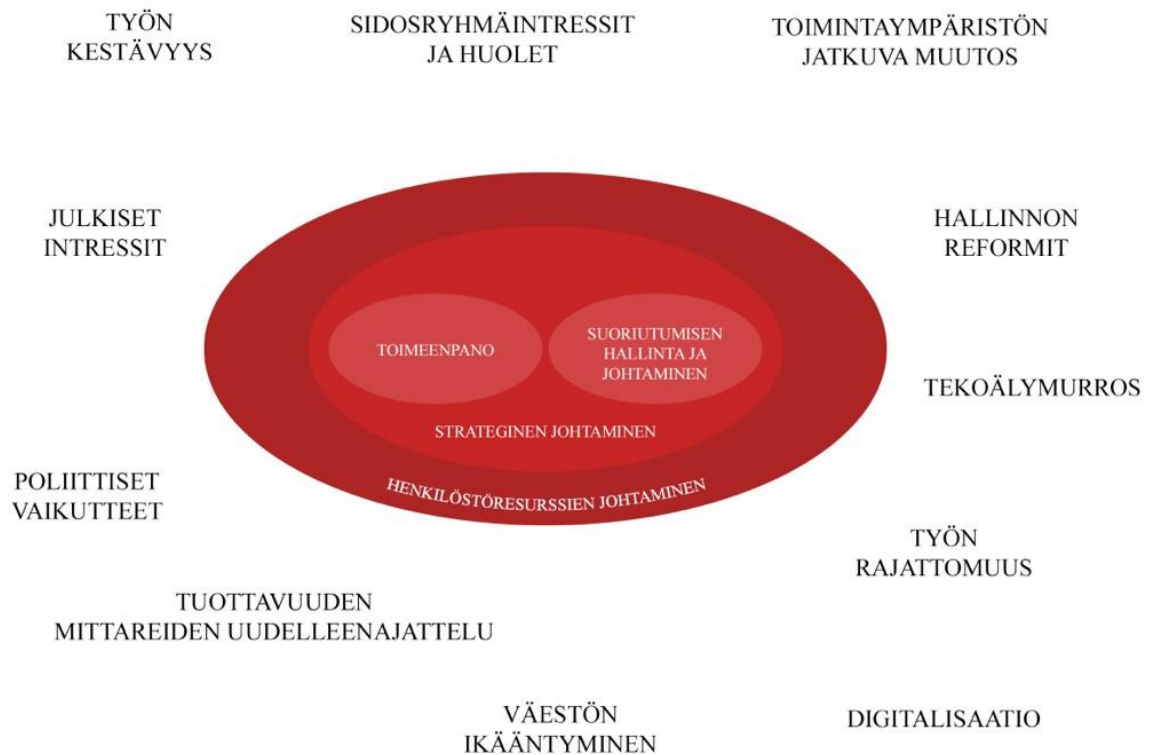 TYÖN
KESTÄVYYS
SIDOSRYHMÄINTRESSIT
JA HUOLET
TOIMINTAYMPÄRISTÖN
JATKUVA MUUTOS
JULKISET
INTRESSIT
HALLINNON
REFORMIT
TOIMEENPANO
SUORIUTUMISEN
HALLINTA JA
JOHTAMINEN
TEKOÄLYMURROS
STRATEGINEN JOHTAMINEN
HENKILÖSTÖRESURSSIEN JOHTAMINEN
POLIITTISET
VAIKUTTEET
TYÖN
RAJATTOMUUS
TUOTTAVUUDEN
MITTAREIDEN UUDELLEENAJATTELU
VÄESTÖN
IKÄÄNTYMINEN
DIGITALISAATIO